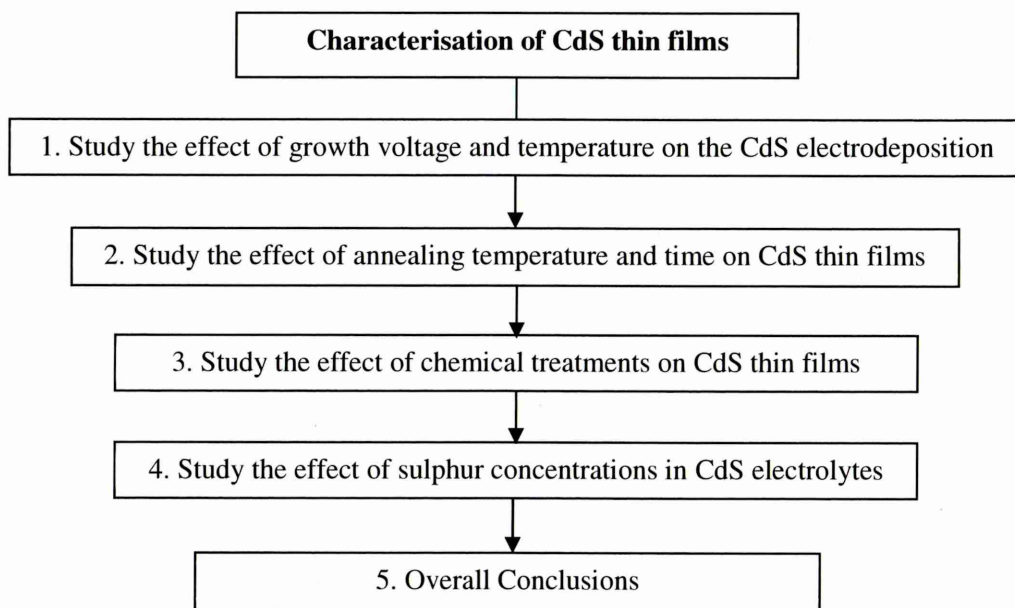 Characterisation of CdS thin films
1. Study the effect of growth voltage and temperature on the CdS electrodeposition
2. Study the effect of annealing temperature and time on CdS thin films
3. Study the effect of chemical treatments on CdS thin films
4. Study the effect of sulphur concentrations in CdS electrolytes
5. Overall Conclusions